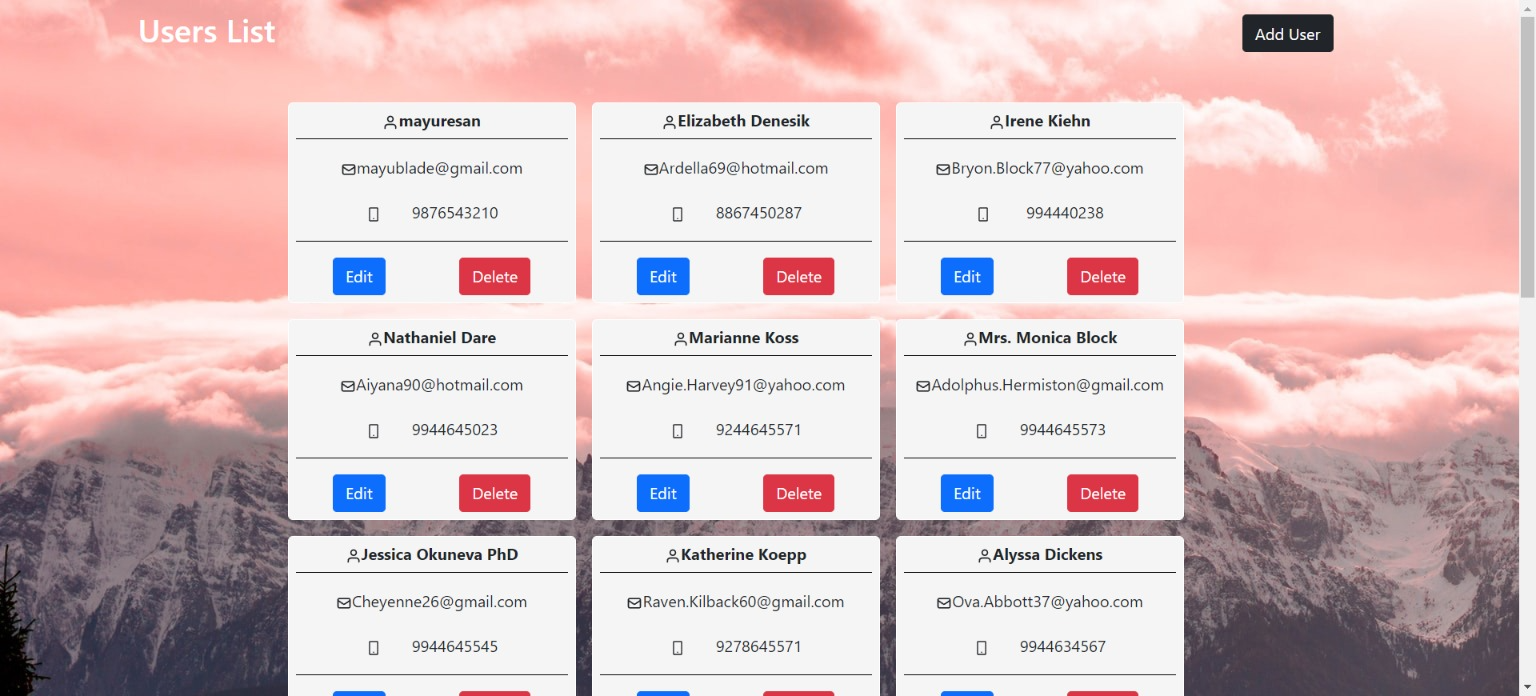 Users List
Add User
mayuresan
mayublade@gmail.com
9876543210
Edit Delete
Elizabeth Denesik
Ardella69@hotmail.com
8867450287
Edit Delete
Irene Kiehn
Bryon.Block77@yahoo.com
994440238
Edit Delete
Nathaniel Dare
Aiyana90@hotmail.com
9944645023
Edit Delete
Marianne Koss
Angie.Harvey91@yahoo.com
9244645571
Edit Delete
Mrs. Monica Block
Adolphus.Hermiston@gmail.com
9944645573
Edit Delete
Jessica Okuneva PhD
Cheyenne26@gmail.com
9944645545
Katherine Koepp
Raven.Kilback60@gmail.com
9278645571
Alyssa Dickens
Ova.Abbott37@yahoo.com
9944634567